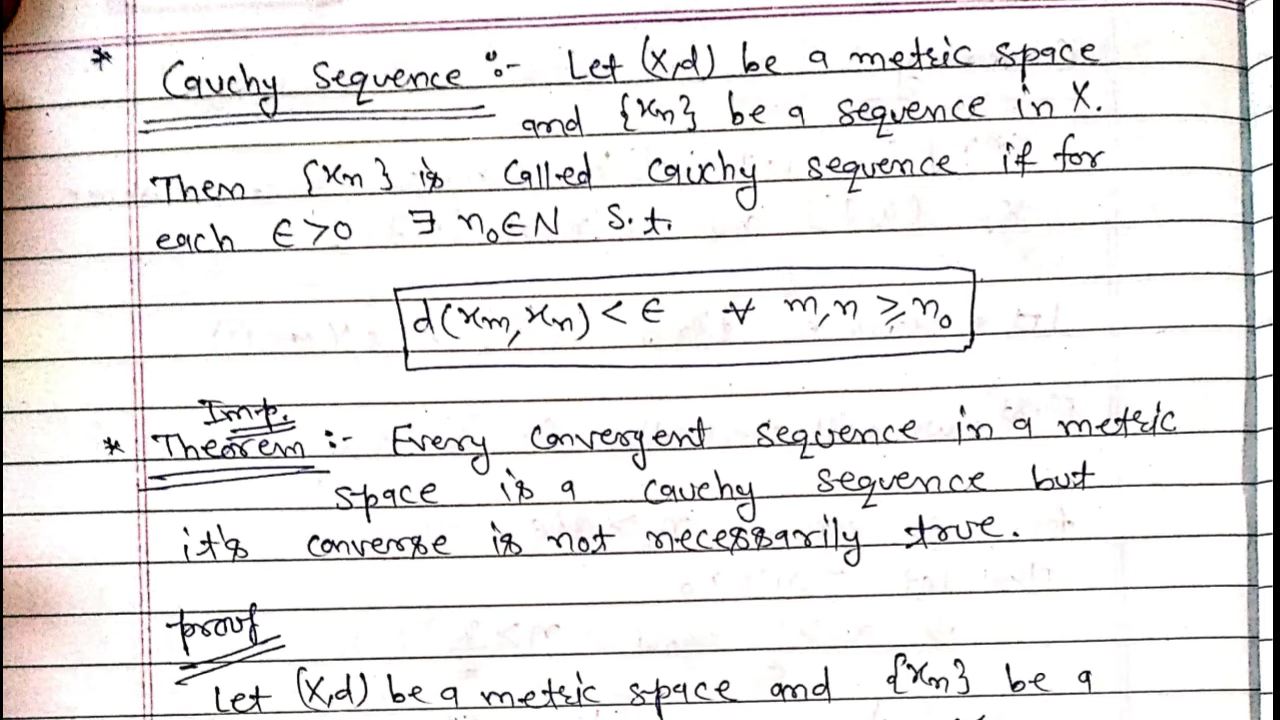 * Cauchy Sequence :- Let (X,d) be a metric space
and {xn} be a sequence in X.
Then {xn} is called cauchy sequence if for
each ∈>0 ∃ n₀∈N s.t.
d(xm,xn)<∈ ∀ m,n ≥n₀
Imp.
* Theorem :- Every convergent sequence in a metric
space is a cauchy sequence but
it's converse is not necessarily true.
proof
Let (X,d) be a metric space and {xn} be a